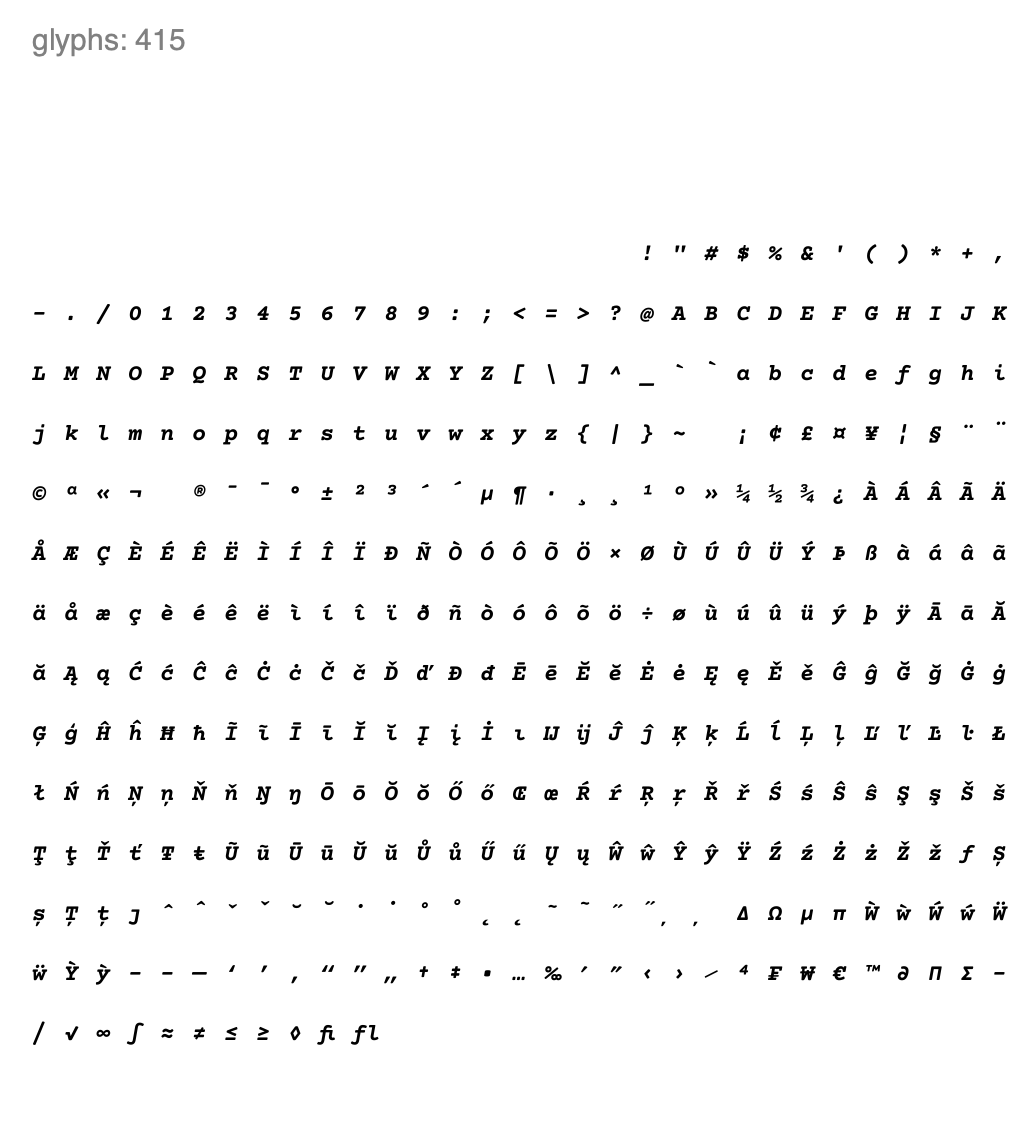 glyphs: 415
! " # $ % & ' ( ) * + ,
- . / 0 1 2 3 4 5 6 7 8 9 : ; < = > ? @ A B C D E F G H I J K
L M N O P Q R S T U V W X Y Z [ \ ] ^ _ ` ` a b c d e f g h i
j k l m n o p q r s t u v w x y z { | } ~ ¡ ¢ £ ¤ ¥ ¦ § ¨ ¨
© ª « ¬ ® ¯ ¯ ° ± ² ³ ´ ´ µ ¶ · ¸ ¸ ¹ º » ¼ ½ ¾ ¿ À Á Â Ã Ä
Å Æ Ç È É Ê Ë Ì Í Î Ï Ð Ñ Ò Ó Ô Õ Ö × Ø Ù Ú Û Ü Ý Þ ß à á â ã
ä å æ ç è é ê ë ì í î ï ð ñ ò ó ô õ ö ÷ ø ù ú û ü ý þ ÿ Ā ā Ă
ă Ą ą Ć ć Ĉ ĉ Ċ ċ Č č Ď ď Đ đ Ē ē Ĕ ĕ Ė ė Ę ę Ě ě Ĝ ĝ Ğ ğ Ġ ġ
Ģ ģ Ĥ ĥ Ħ ħ Ĩ ĩ Ī ī Ĭ ĭ Į į İ ı Ĳ ĳ Ĵ ĵ Ķ ķ Ĺ ĺ Ļ ļ Ľ ľ Ŀ ŀ Ł
ł Ń ń Ņ ņ Ň ň Ŋ ŋ Ō ō Ŏ ŏ Ő ő Œ œ Ŕ ŕ Ŗ ŗ Ř ř Ś ś Ŝ ŝ Ş ş Š š
Ţ ţ Ť ť Ŧ ŧ Ũ ũ Ū ū Ŭ ŭ Ů ů Ű ű Ų ų Ŵ ŵ Ŷ ŷ Ÿ Ź ź Ż ż Ž ž ƒ Ș
ș Ț ț ȷ ˆ ˆ ˇ ˇ ˘ ˘ ˙ ˙ ˚ ˚ ˛ ˛ ˜ ˜ ˝ ˝ , , Δ Ω μ π Ẁ ẁ Ẃ ẃ Ẅ
ẅ Ỳ ỳ – – — ‘ ’ ‚ “ ” „ † ‡ • … ‰ ′ ″ ‹ › ⁄ ⁴ ₣ ₩ € ™ ∂ ∏ ∑ −
∕ √ ∞ ∫ ≈ ≠ ≤ ≥ ◊ ﬁ ﬂ